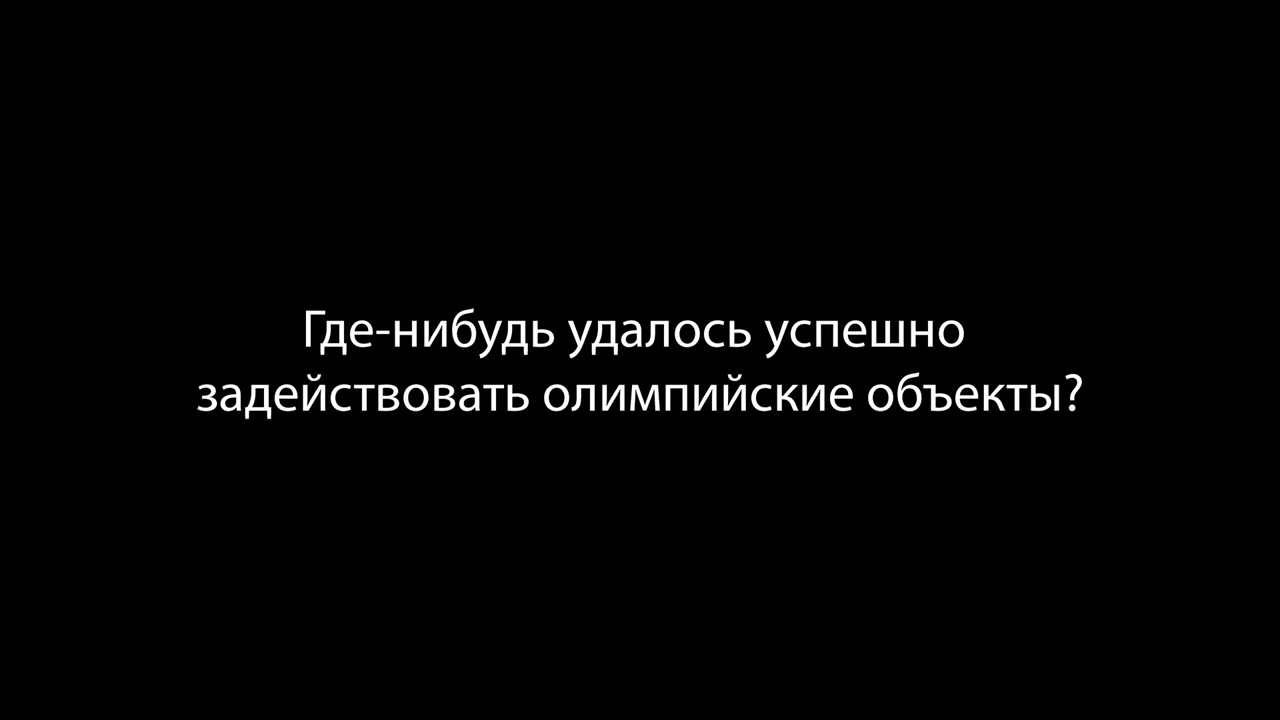 Где-нибудь удалось успешно
задействовать олимпийские объекты?